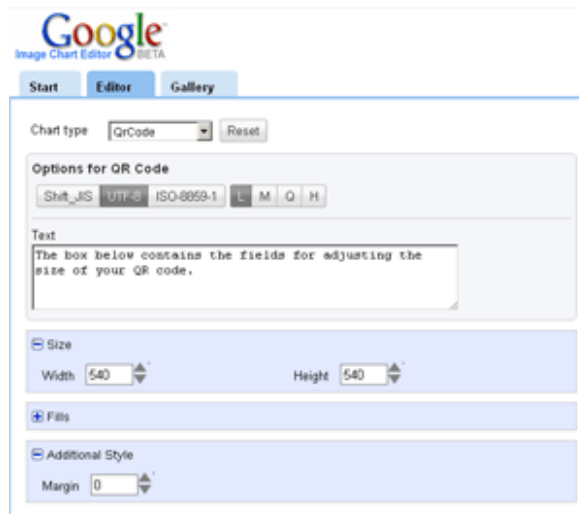 Google
Image Chart Editor BETA
Start Editor Gallery
Chart type QrCode Reset
Options for QR Code
Shift_JIS UTF-8 ISO-8859-1 L M Q H
Text
The box below contains the fields for adjusting the
size of your QR code.
Size
Width 540 Height 540
Fills
Additional Style
Margin 0